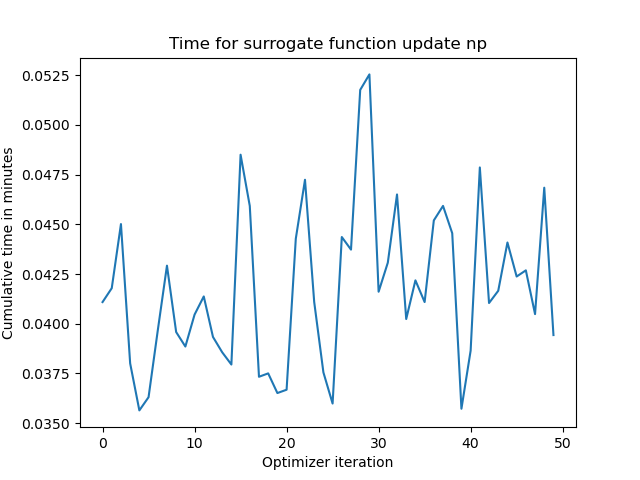 Time for surrogate function update np
Cumulative time in minutes
0.0525
0.0500
0.0475
0.0450
0.0425
0.0400
0.0375
0.0350
0 10 20 30 40 50
Optimizer iteration